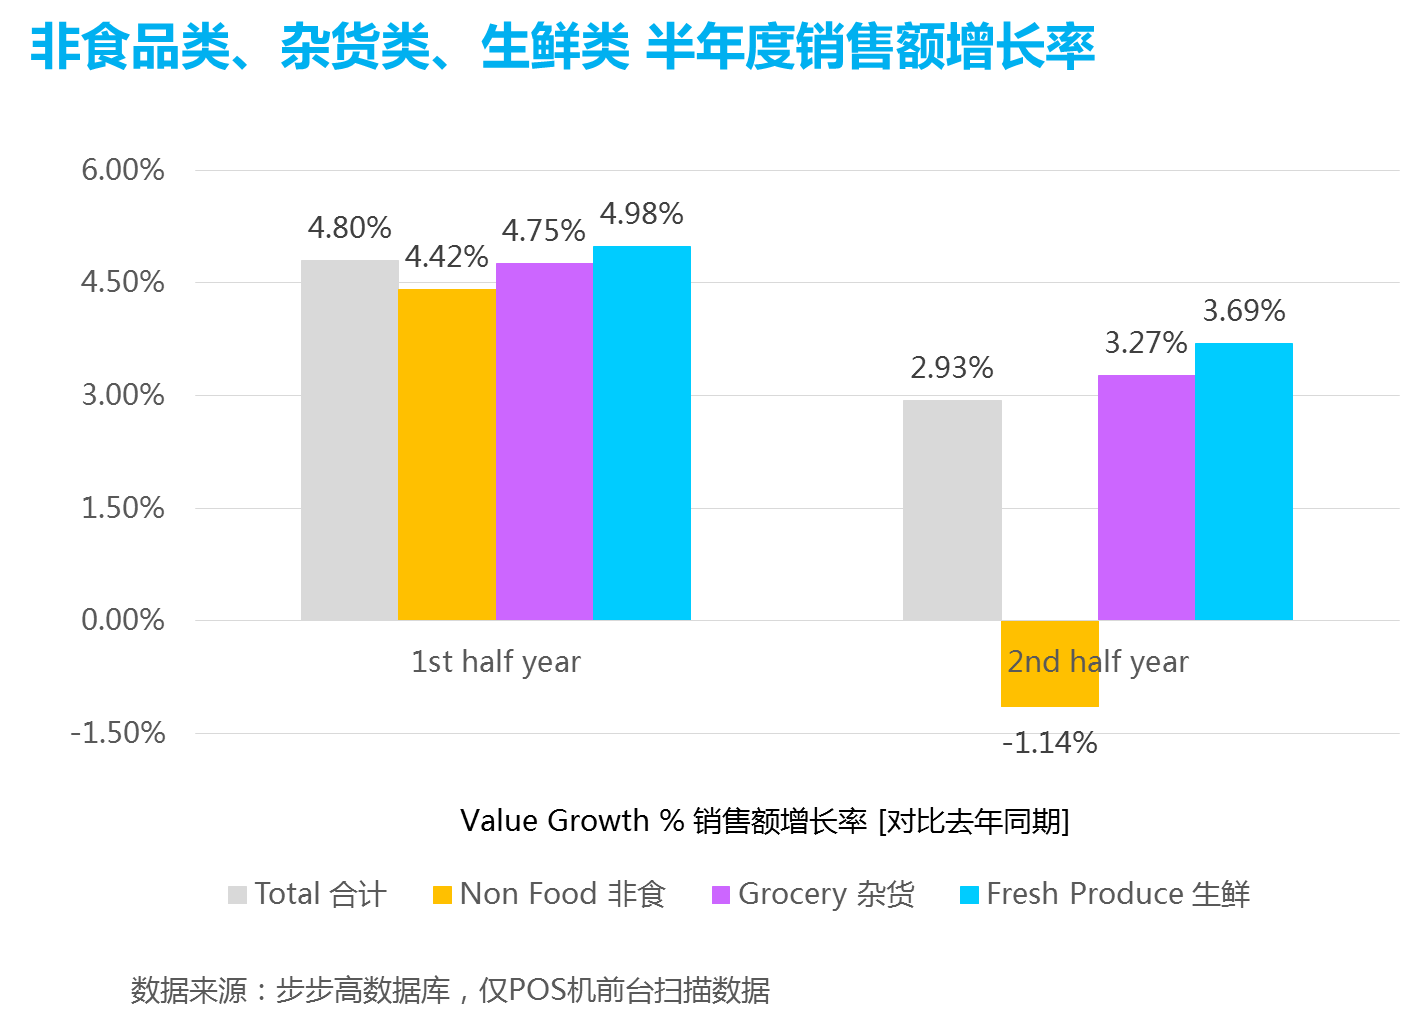 非食品类、杂货类、生鲜类 半年度销售额增长率
6.00%
4.50%
3.00%
1.50%
0.00%
-1.50%
4.80%
4.42%
4.75%
4.98%
2.93%
-1.14%
3.27%
3.69%
1st half year
2nd half year
Value Growth % 销售额增长率 [对比去年同期]
Total 合计
Non Food 非食
Grocery 杂货
Fresh Produce 生鲜
数据来源：步步高数据库，仅POS机前台扫描数据